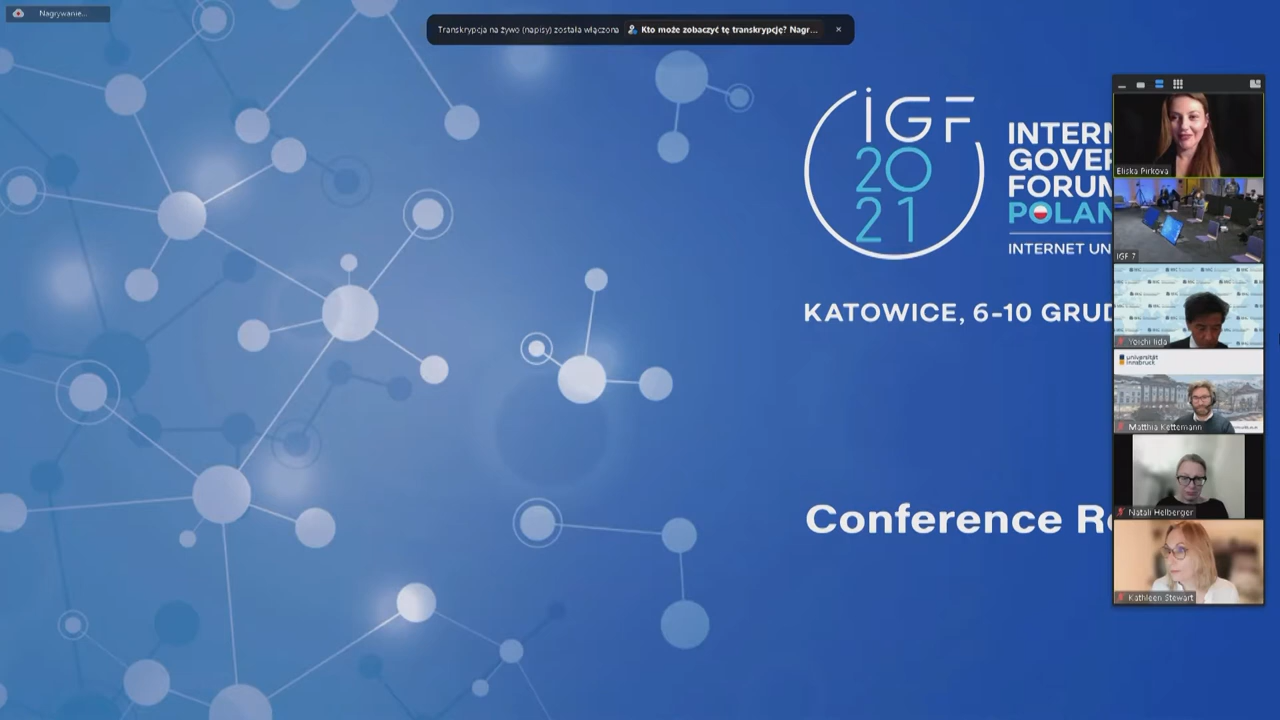 Nagrywanie...
Transkrypcja na żywo (napisy) została włączona
Kto może zobaczyć tę transkrypcję? Nagr...
IGF
20
21
INTERN
GOVER
FORUM
POLAN
INTERNET UN
KATOWICE, 6-10 GRUD
Conference Ro
Eliska Pirkova
IGF 7
Yoichi Iida
universität
innsbruck
Matthia Kettemann
Natali Helberger
Kathleen Stewart